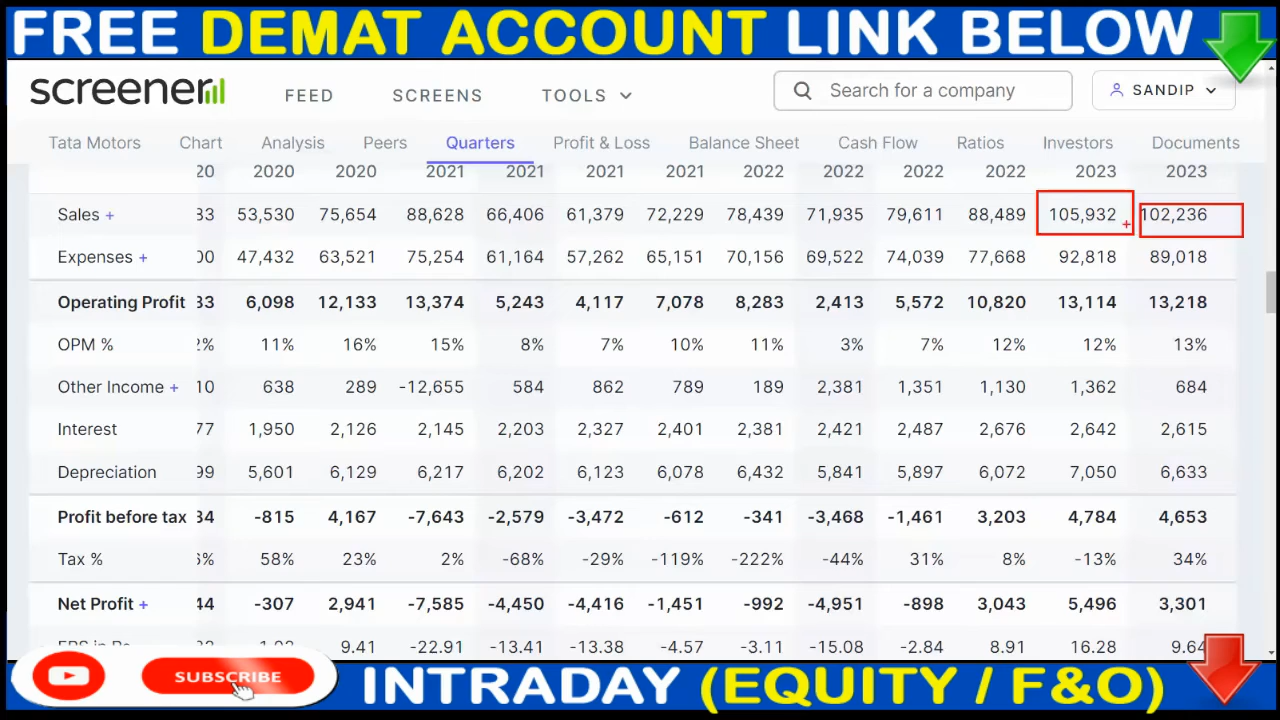 FREE DEMAT ACCOUNT LINK BELOW
screener FEED SCREENS TOOLS Search for a company SANDIP
Tata Motors Chart Analysis Peers Quarters Profit & Loss Balance Sheet Cash Flow Ratios Investors Documents
20 2020 2020 2021 2021 2021 2021 2022 2022 2022 2022 2023 2023
Sales + 33 53,530 75,654 88,628 66,406 61,379 72,229 78,439 71,935 79,611 88,489 105,932 + 102,236
Expenses + 00 47,432 63,521 75,254 61,164 57,262 65,151 70,156 69,522 74,039 77,668 92,818 89,018
Operating Profit 33 6,098 12,133 13,374 5,243 4,117 7,078 8,283 2,413 5,572 10,820 13,114 13,218
OPM % 2% 11% 16% 15% 8% 7% 10% 11% 3% 7% 12% 12% 13%
Other Income + 10 638 289 -12,655 584 862 789 189 2,381 1,351 1,130 1,362 684
Interest 77 1,950 2,126 2,145 2,203 2,327 2,401 2,381 2,421 2,487 2,676 2,642 2,615
Depreciation 99 5,601 6,129 6,217 6,202 6,123 6,078 6,432 5,841 5,897 6,072 7,050 6,633
Profit before tax 34 -815 4,167 -7,643 -2,579 -3,472 -612 -341 -3,468 -1,461 3,203 4,784 4,653
Tax % 6% 58% 23% 2% -68% -29% -119% -222% -44% 31% 8% -13% 34%
Net Profit + 44 -307 2,941 -7,585 -4,450 -4,416 -1,451 -992 -4,951 -898 3,043 5,496 3,301
9.41 -22.91 -13.41 -13.38 -4.57 -3.11 -15.08 -2.84 8.91 16.28 9.64
SUBSCRIBE
INTRADAY (EQUITY / F&O)